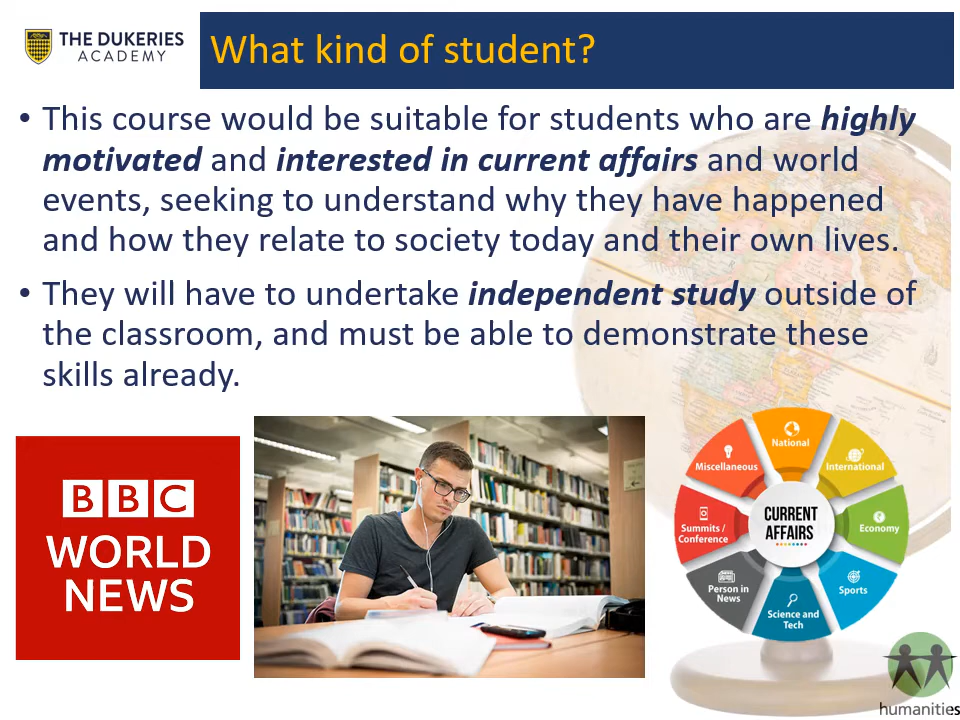 THE DUKERIES
ACADEMY
What kind of student?
• This course would be suitable for students who are highly
motivated and interested in current affairs and world
events, seeking to understand why they have happened
and how they relate to society today and their own lives.
• They will have to undertake independent study outside of
the classroom, and must be able to demonstrate these
skills already.
BBC
WORLD
NEWS
National
International
Economy
Sports
Science and
Tech
Person in
News
Summits /
Conference
Miscellaneous
CURRENT
AFFAIRS
humanities